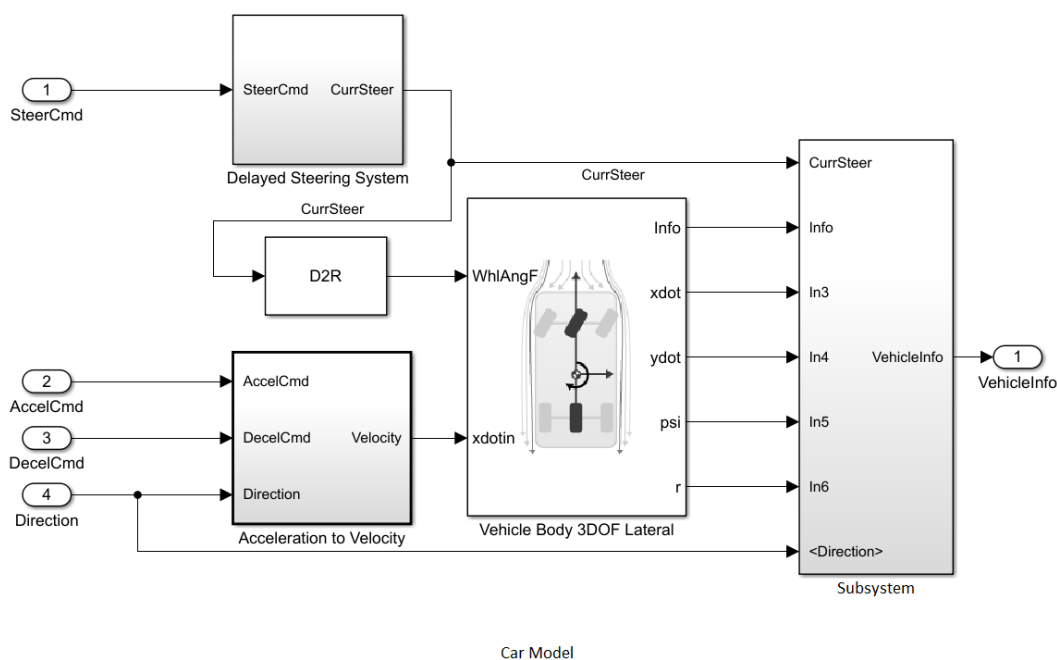 1
SteerCmd
SteerCmd CurrSteer
Delayed Steering System
CurrSteer
CurrSteer
D2R
WhlAngF
xdotin
Info
xdot
ydot
psi
r
Vehicle Body 3DOF Lateral
2
AccelCmd
3
DecelCmd
4
Direction
AccelCmd
DecelCmd Velocity
Direction
Acceleration to Velocity
CurrSteer
Info
In3
In4
In5
In6
<Direction>
VehicleInfo
Subsystem
1
VehicleInfo
Car Model